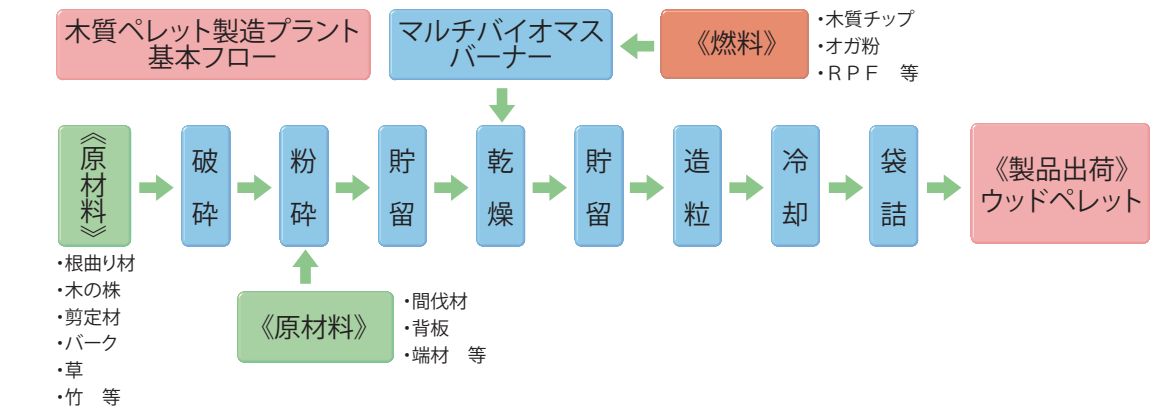 木質ペレット製造プラント
基本フロー
マルチバイオマス
バーナー
《燃料》
・木質チップ
・オガ粉
・ＲＰＦ　等
《原材料》
破砕
粉砕
貯留
乾燥
貯留
造粒
冷却
袋詰
《製品出荷》
ウッドペレット
・根曲り材
・木の株
・剪定材
・バーク
・草
・竹　等
《原材料》
・間伐材
・背板
・端材　等